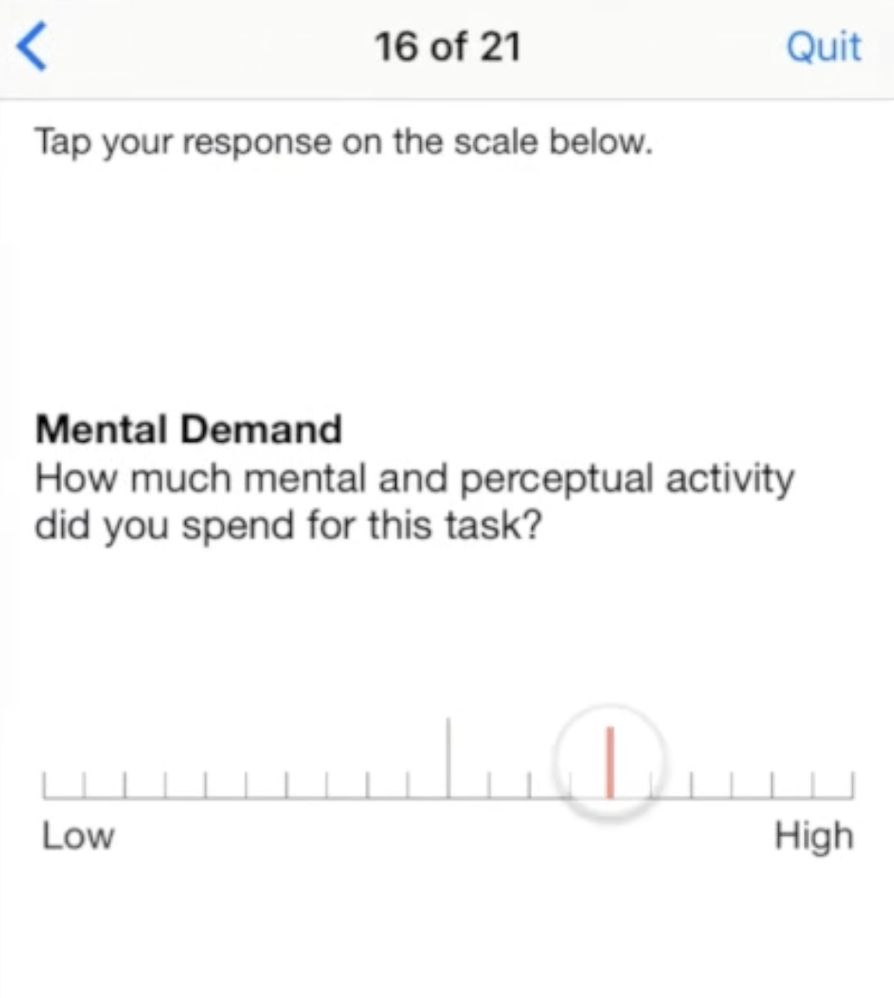 16 of 21
Quit
Tap your response on the scale below.
Mental Demand
How much mental and perceptual activity
did you spend for this task?
Low
High